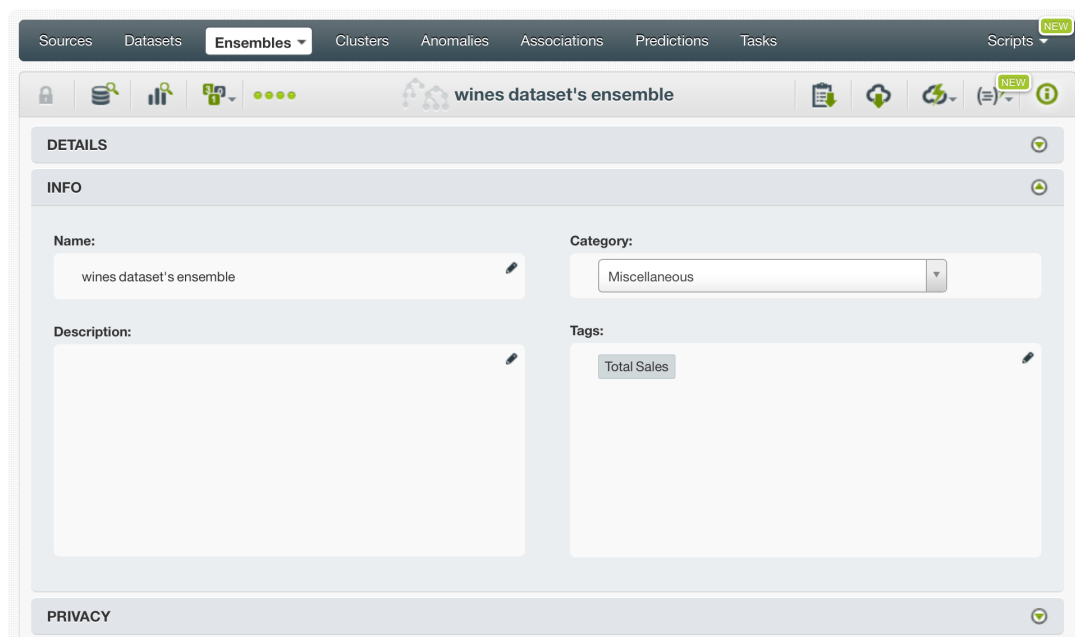 Sources Datasets Ensembles Clusters Anomalies Associations Predictions Tasks Scripts NEW
wines dataset's ensemble NEW
DETAILS
INFO
Name: Category:
wines dataset's ensemble Miscellaneous
Description: Tags:
Total Sales
PRIVACY